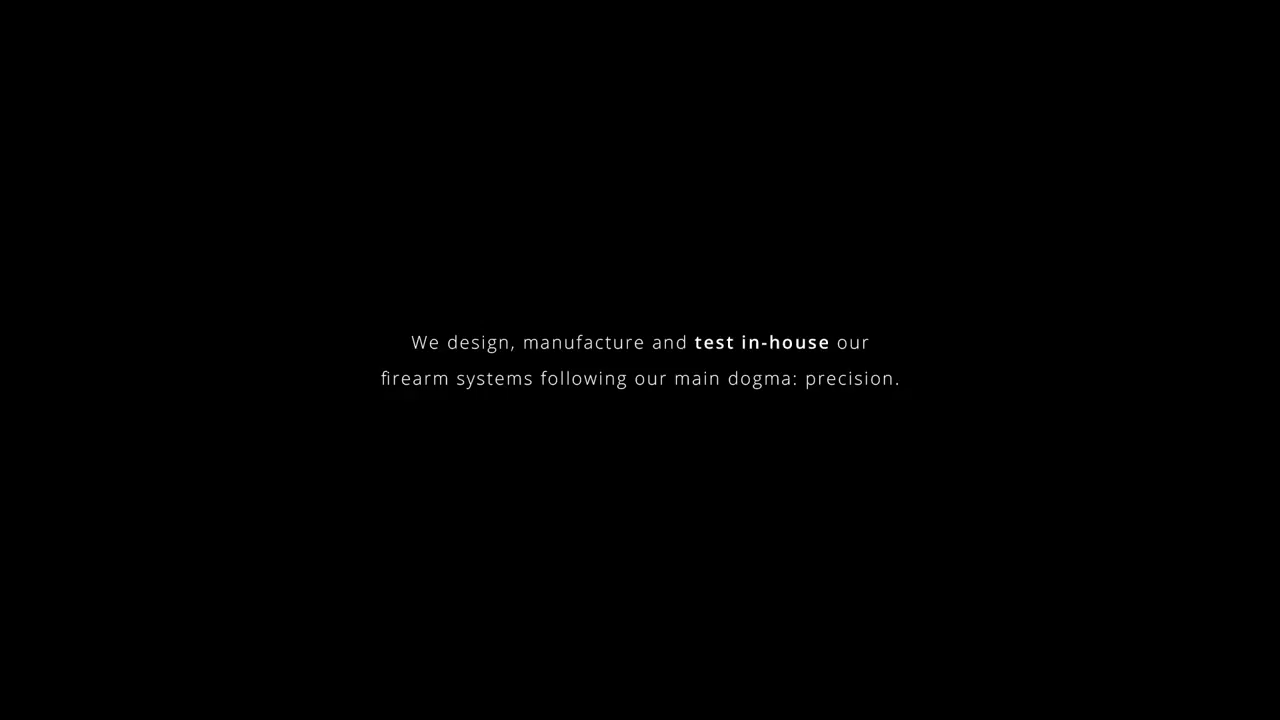 We design, manufacture and test in-house our
firearm systems following our main dogma: precision.